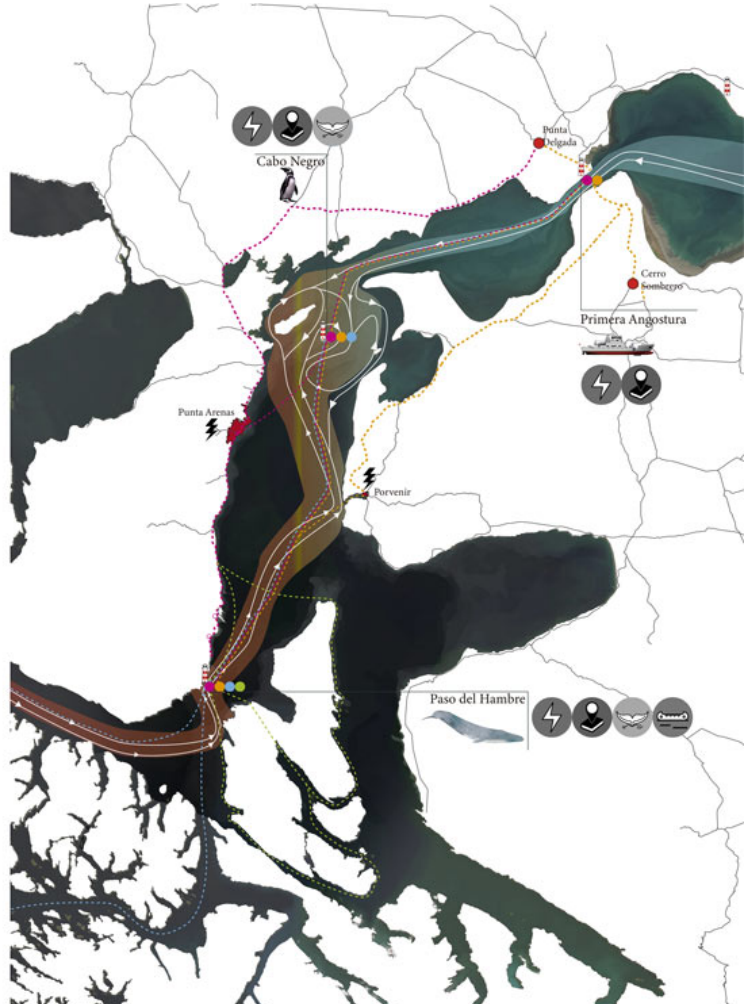 Punta
Delgada
Cabo Negro
Cerro
Sombrero
Primera Angostura
Punta Arenas
Porvenir
Paso del Hambre